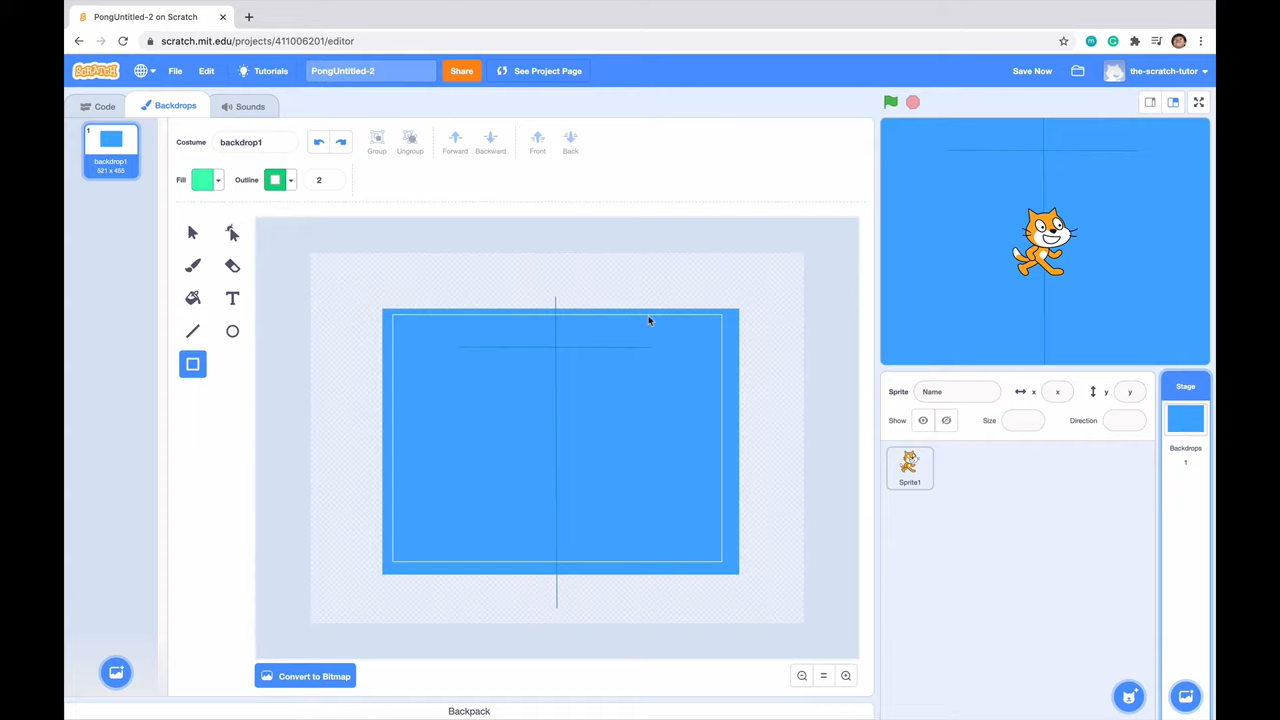 PongUntitled-2 on Scratch
scratch.mit.edu/projects/411006201/editor
SCRATCH
File
Edit
Tutorials
PongUntitled-2
Share
See Project Page
Save Now
the-scratch-tutor
Code
Backdrops
Sounds
1
backdrop1
521 x 455
Costume
backdrop1
Group
Ungroup
Forward
Backward
Front
Back
Fill
Outline
2
T
Convert to Bitmap
Sprite
Name
x
x
y
y
Show
Size
Direction
Stage
Sprite1
Backdrops
1
Backpack